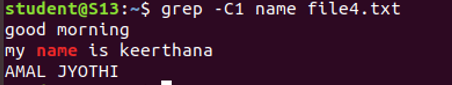 student@S13:~$ grep -C1 name file4.txt
good morning
my name is keerthana
AMAL JYOTHI